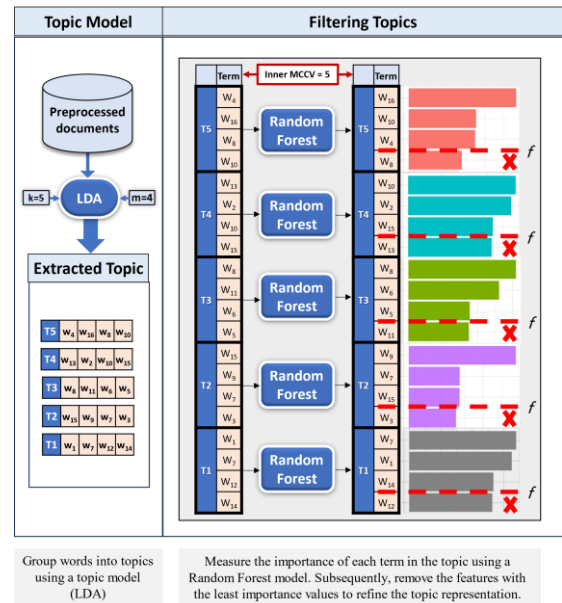 Topic Model
Filtering Topics
Preprocessed
documents
k=5
LDA
m=4
Extracted Topic
T5 w4 w16 w8 w10
T4 w13 w2 w10 w15
T3 w8 w11 w6 w5
T2 w15 w9 w7 w3
T1 w1 w7 w12 w14
Term
Inner MCCV = 5
Term
T5
W4
W16
W8
W10
Random
Forest
T5
W16
W10
W4
W8
f
T4
W13
W2
W10
W15
Random
Forest
T4
W10
W2
W15
W13
f
T3
W8
W11
W6
W5
Random
Forest
T3
W8
W6
W5
W11
f
T2
W15
W9
W7
W3
Random
Forest
T2
W9
W7
W15
W3
f
T1
W1
W7
W12
W14
Random
Forest
T1
W7
W1
W14
W12
f
Group words into topics
using a topic model
(LDA)
Measure the importance of each term in the topic using a
Random Forest model. Subsequently, remove the features with
the least importance values to refine the topic representation.